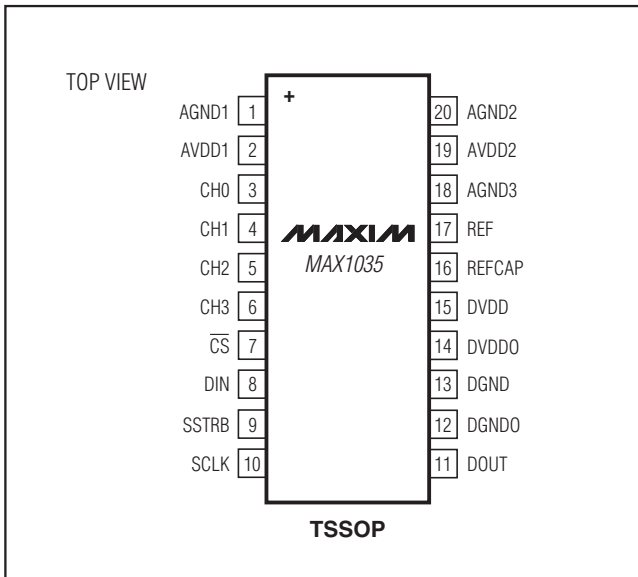 TOP VIEW
+
AGND1 1
AVDD1 2
CH0 3
CH1 4
CH2 5
CH3 6
C̅S̅ 7
DIN 8
SSTRB 9
SCLK 10
MAXIM
MAX1035
20 AGND2
19 AVDD2
18 AGND3
17 REF
16 REFCAP
15 DVDD
14 DVDDO
13 DGND
12 DGNDO
11 DOUT
TSSOP